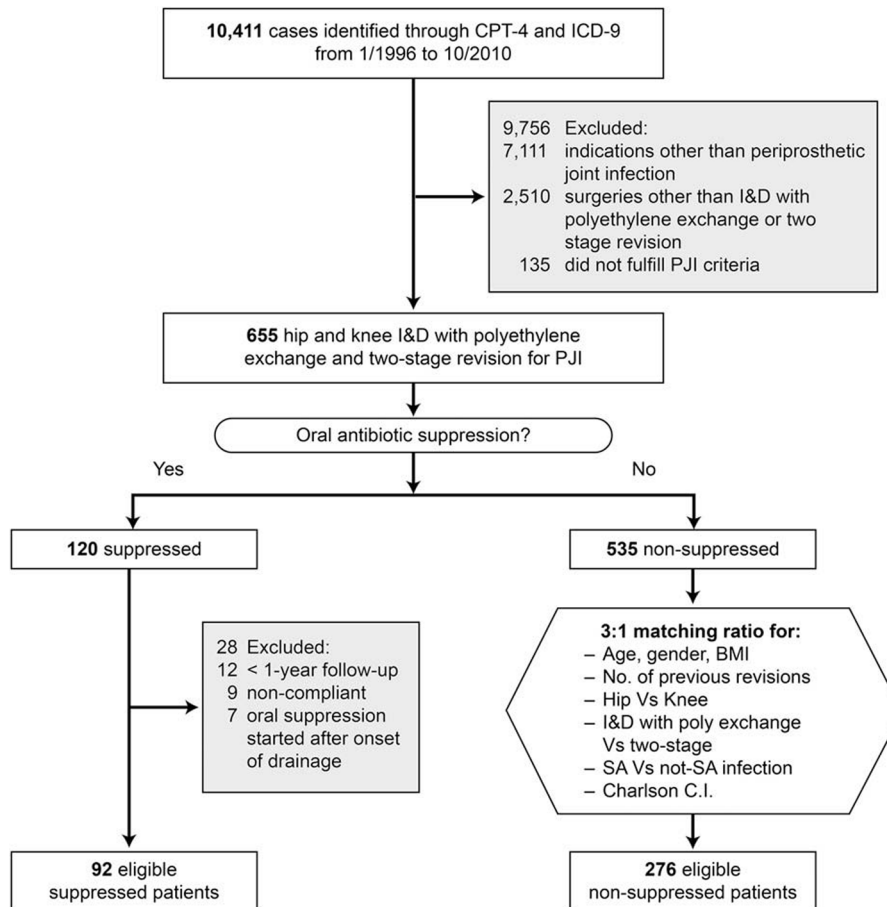 10,411 cases identified through CPT-4 and ICD-9
from 1/1996 to 10/2010
9,756 Excluded:
7,111 indications other than periprosthetic
joint infection
2,510 surgeries other than I&D with
polyethylene exchange or two
stage revision
135 did not fulfill PJI criteria
655 hip and knee I&D with polyethylene
exchange and two-stage revision for PJI
Oral antibiotic suppression?
Yes
No
120 suppressed
535 non-suppressed
28 Excluded:
12 < 1-year follow-up
9 non-compliant
7 oral suppression
started after onset
of drainage
3:1 matching ratio for:
– Age, gender, BMI
– No. of previous revisions
– Hip Vs Knee
– I&D with poly exchange
Vs two-stage
– SA Vs not-SA infection
– Charlson C.I.
92 eligible
suppressed patients
276 eligible
non-suppressed patients